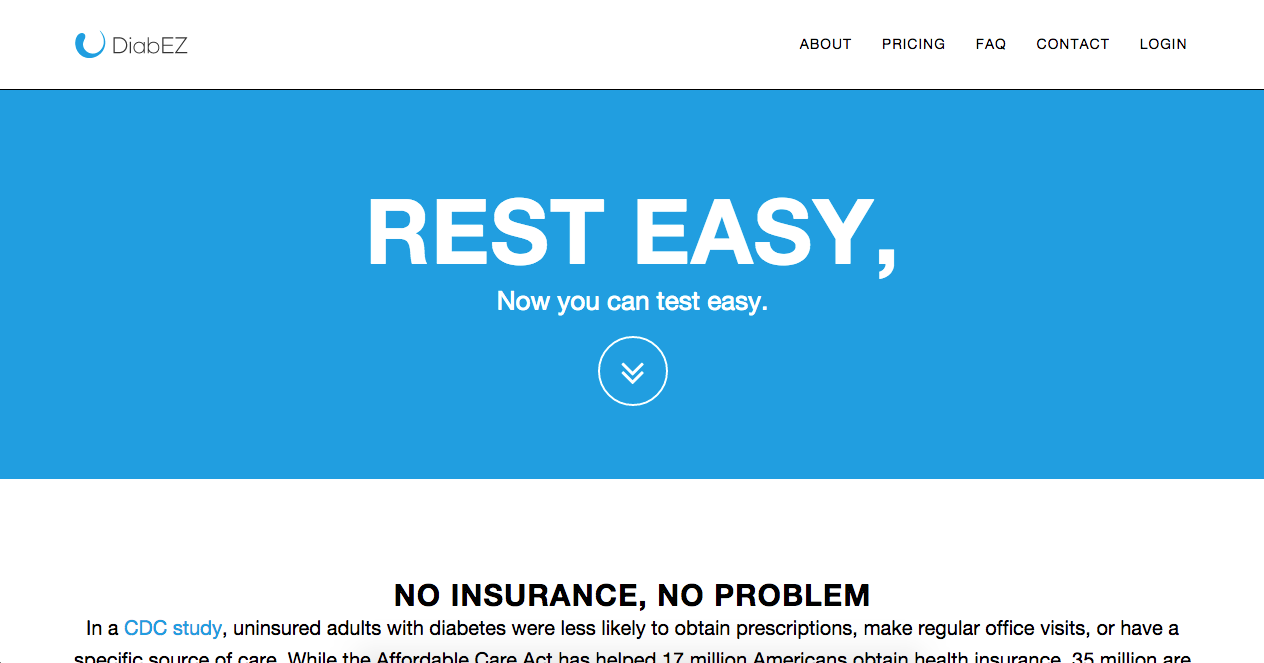 DiabEZ
ABOUT PRICING FAQ CONTACT LOGIN
REST EASY,
Now you can test easy.
NO INSURANCE, NO PROBLEM
In a CDC study, uninsured adults with diabetes were less likely to obtain prescriptions, make regular office visits, or have a
specific source of care. While the Affordable Care Act has helped 17 million Americans obtain health insurance, 35 million are